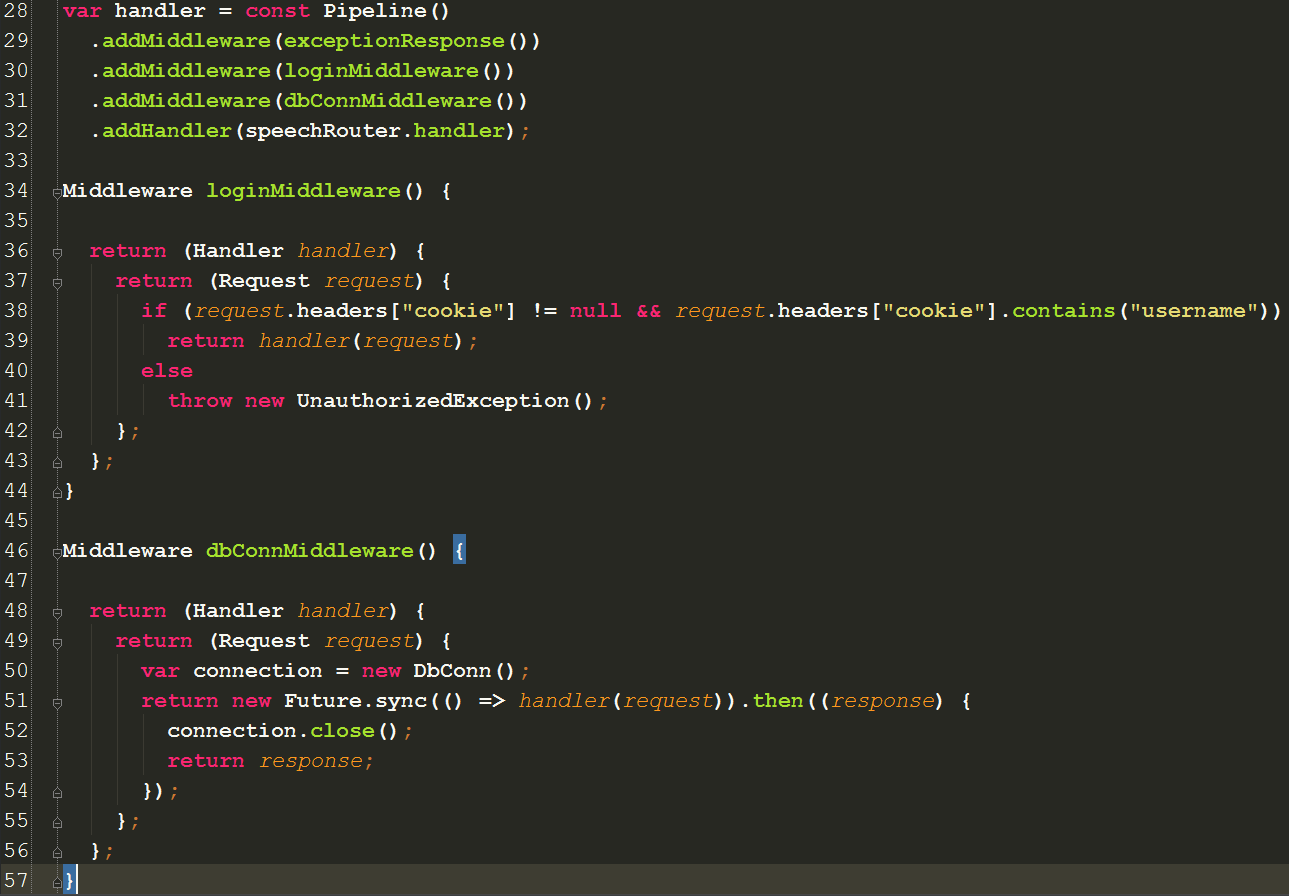 28 var handler = const Pipeline()
29   .addMiddleware(exceptionResponse())
30   .addMiddleware(loginMiddleware())
31   .addMiddleware(dbConnMiddleware())
32   .addHandler(speechRouter.handler);
33
34 Middleware loginMiddleware() {
35
36   return (Handler handler) {
37     return (Request request) {
38       if (request.headers["cookie"] != null && request.headers["cookie"].contains("username"))
39         return handler(request);
40       else
41         throw new UnauthorizedException();
42     };
43   };
44 }
45
46 Middleware dbConnMiddleware() {
47
48   return (Handler handler) {
49     return (Request request) {
50       var connection = new DbConn();
51       return new Future.sync(() => handler(request)).then((response) {
52         connection.close();
53         return response;
54       });
55     };
56   };
57 }